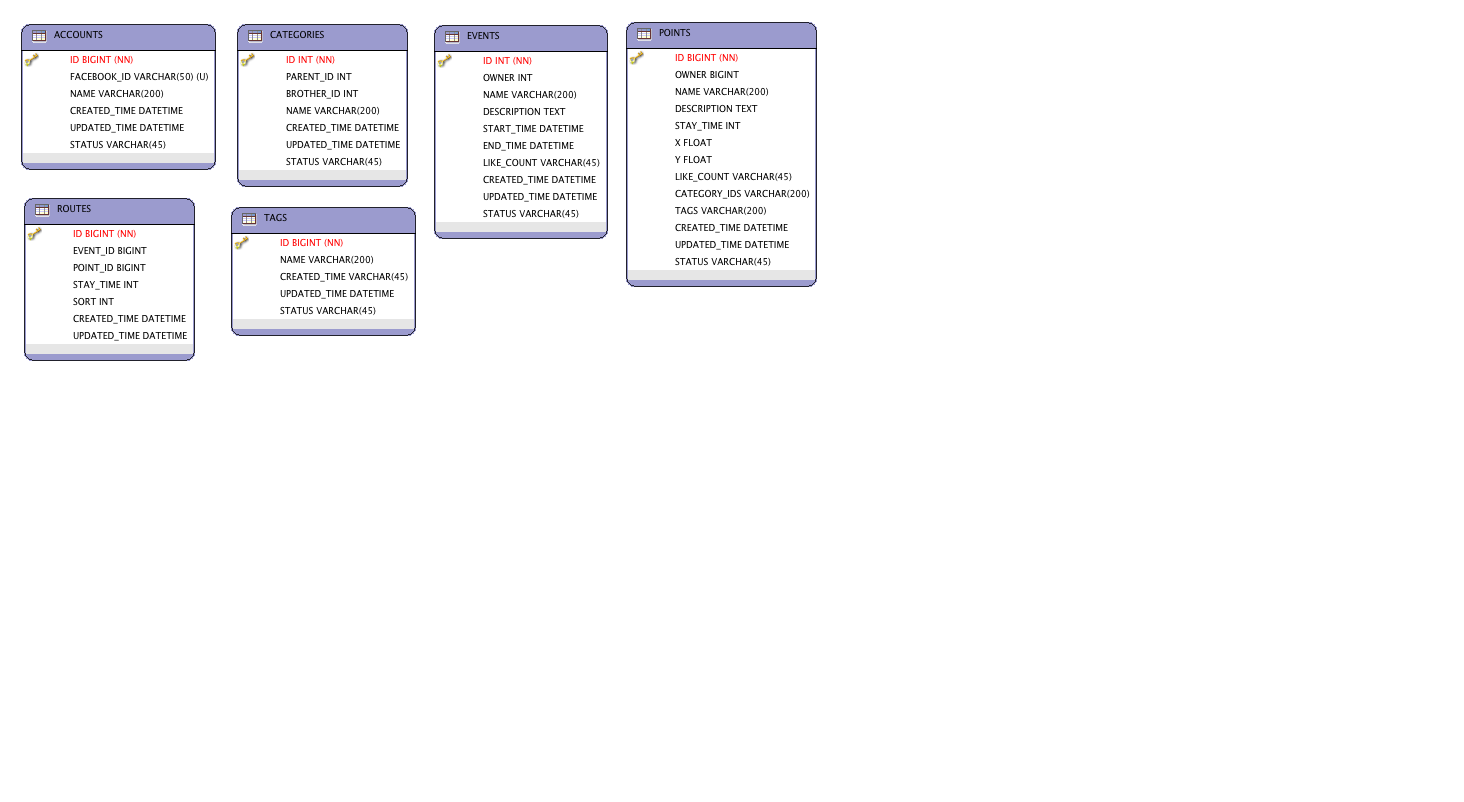 ACCOUNTS
ID BIGINT (NN)
FACEBOOK_ID VARCHAR(50) (U)
NAME VARCHAR(200)
CREATED_TIME DATETIME
UPDATED_TIME DATETIME
STATUS VARCHAR(45)
CATEGORIES
ID INT (NN)
PARENT_ID INT
BROTHER_ID INT
NAME VARCHAR(200)
CREATED_TIME DATETIME
UPDATED_TIME DATETIME
STATUS VARCHAR(45)
EVENTS
ID INT (NN)
OWNER INT
NAME VARCHAR(200)
DESCRIPTION TEXT
START_TIME DATETIME
END_TIME DATETIME
LIKE_COUNT VARCHAR(45)
CREATED_TIME DATETIME
UPDATED_TIME DATETIME
STATUS VARCHAR(45)
POINTS
ID BIGINT (NN)
OWNER BIGINT
NAME VARCHAR(200)
DESCRIPTION TEXT
STAY_TIME INT
X FLOAT
Y FLOAT
LIKE_COUNT VARCHAR(45)
CATEGORY_IDS VARCHAR(200)
TAGS VARCHAR(200)
CREATED_TIME DATETIME
UPDATED_TIME DATETIME
STATUS VARCHAR(45)
ROUTES
ID BIGINT (NN)
EVENT_ID BIGINT
POINT_ID BIGINT
STAY_TIME INT
SORT INT
CREATED_TIME DATETIME
UPDATED_TIME DATETIME
TAGS
ID BIGINT (NN)
NAME VARCHAR(200)
CREATED_TIME VARCHAR(45)
UPDATED_TIME DATETIME
STATUS VARCHAR(45)